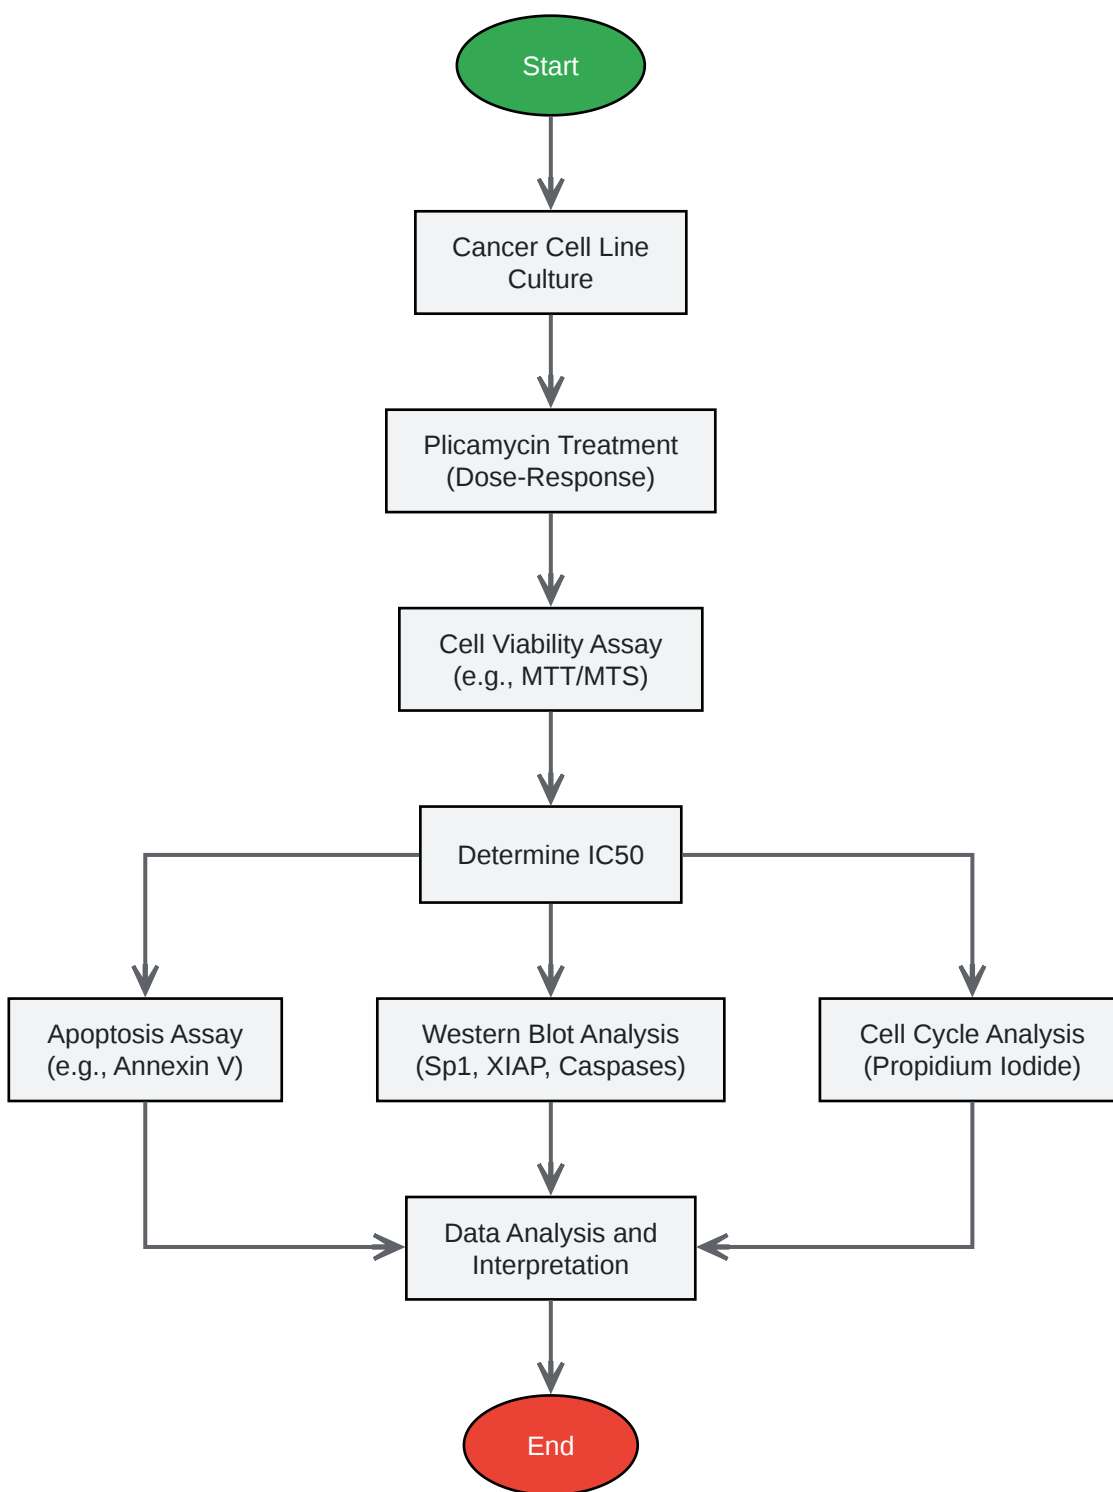 Start
Cancer Cell Line
Culture
Plicamycin Treatment
(Dose-Response)
Cell Viability Assay
(e.g., MTT/MTS)
Determine IC50
Apoptosis Assay
(e.g., Annexin V)
Western Blot Analysis
(Sp1, XIAP, Caspases)
Cell Cycle Analysis
(Propidium Iodide)
Data Analysis and
Interpretation
End